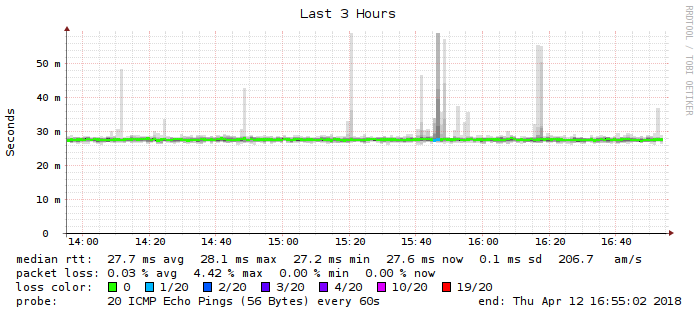 Last 3 Hours
RRDTOOL / TOBI OETIKER
Seconds
50 m
40 m
30 m
20 m
10 m
0
14:00 14:20 14:40 15:00 15:20 15:40 16:00 16:20 16:40
median rtt: 27.7 ms avg 28.1 ms max 27.2 ms min 27.6 ms now 0.1 ms sd 206.7 am/s
packet loss: 0.03 % avg 4.42 % max 0.00 % min 0.00 % now
loss color: 0 1/20 2/20 3/20 4/20 10/20 19/20
probe: 20 ICMP Echo Pings (56 Bytes) every 60s end: Thu Apr 12 16:55:02 2018